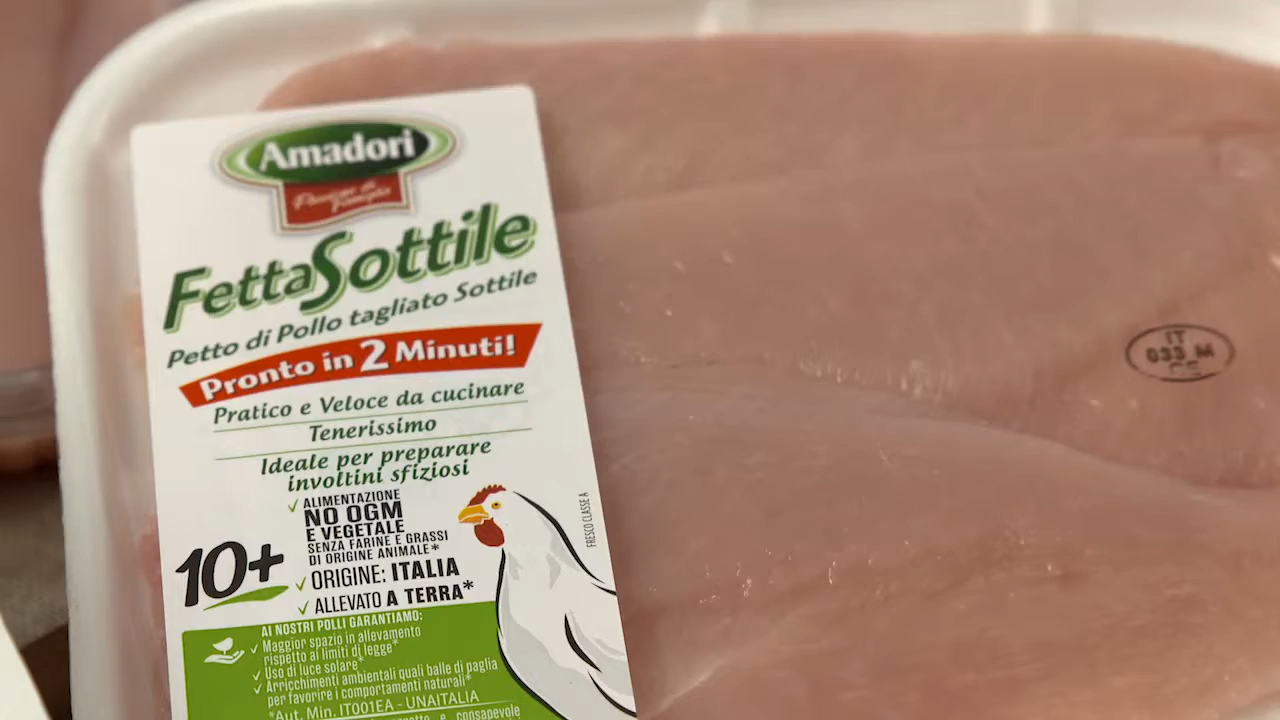 Amadori
FettaSottile
Petto di Pollo tagliato Sottile
Pronto in 2 Minuti!
Pratico e Veloce da cucinare
Tenerissimo
Ideale per preparare
involtini sfiziosi
10+
✓ ALIMENTAZIONE
NO OGM
E VEGETALE
SENZA FARINE E GRASSI
DI ORIGINE ANIMALE*
✓ ORIGINE: ITALIA
✓ ALLEVATO A TERRA*
FRESCO CLASSE A
AI NOSTRI POLLI GARANTIAMO:
✓ Maggior spazio in allevamento
rispetto ai limiti di legge*
✓ Uso di luce solare*
✓ Arricchimenti ambientali quali balle di paglia
per favorire i comportamenti naturali*
*Aut. Min. IT001EA - UNAITALIA
e consapevole
IT
033 M
CE